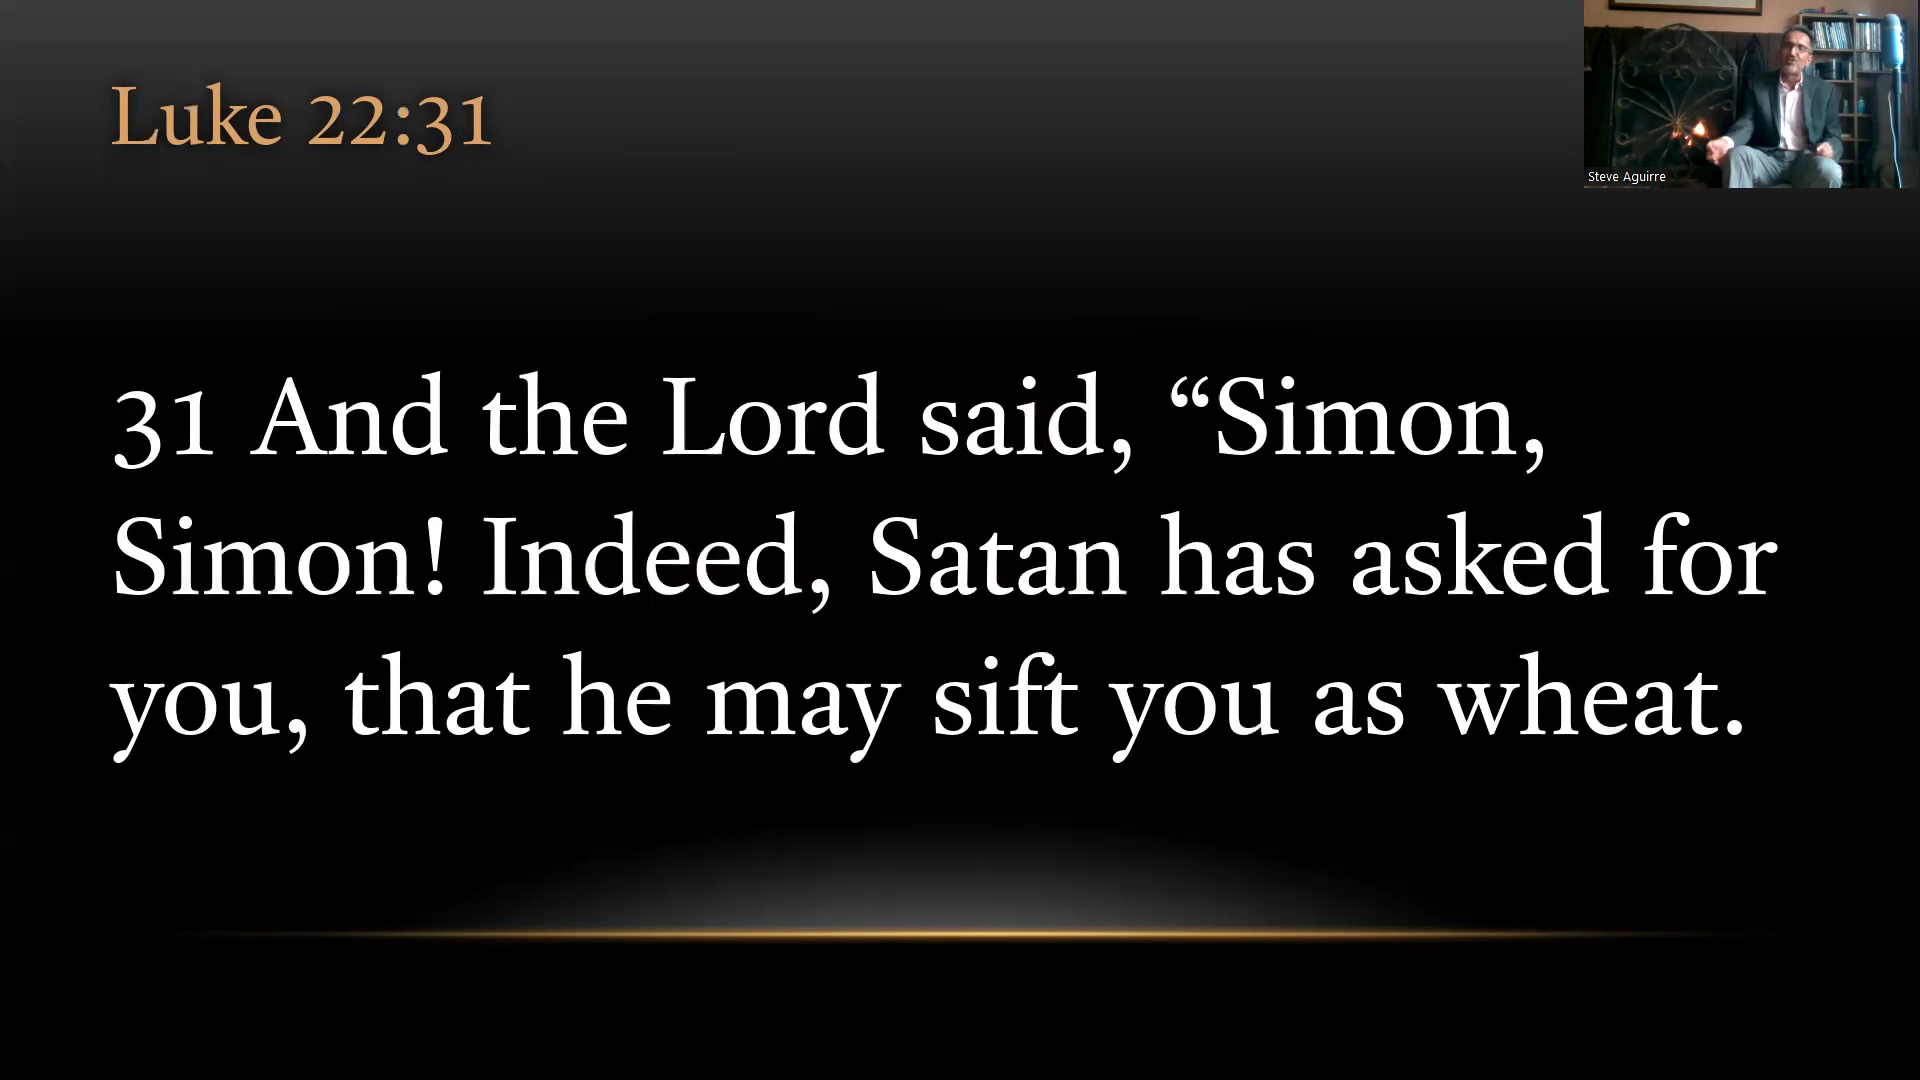 Luke 22:31
Steve Aguirre
31 And the Lord said, “Simon,
Simon! Indeed, Satan has asked for
you, that he may sift you as wheat.